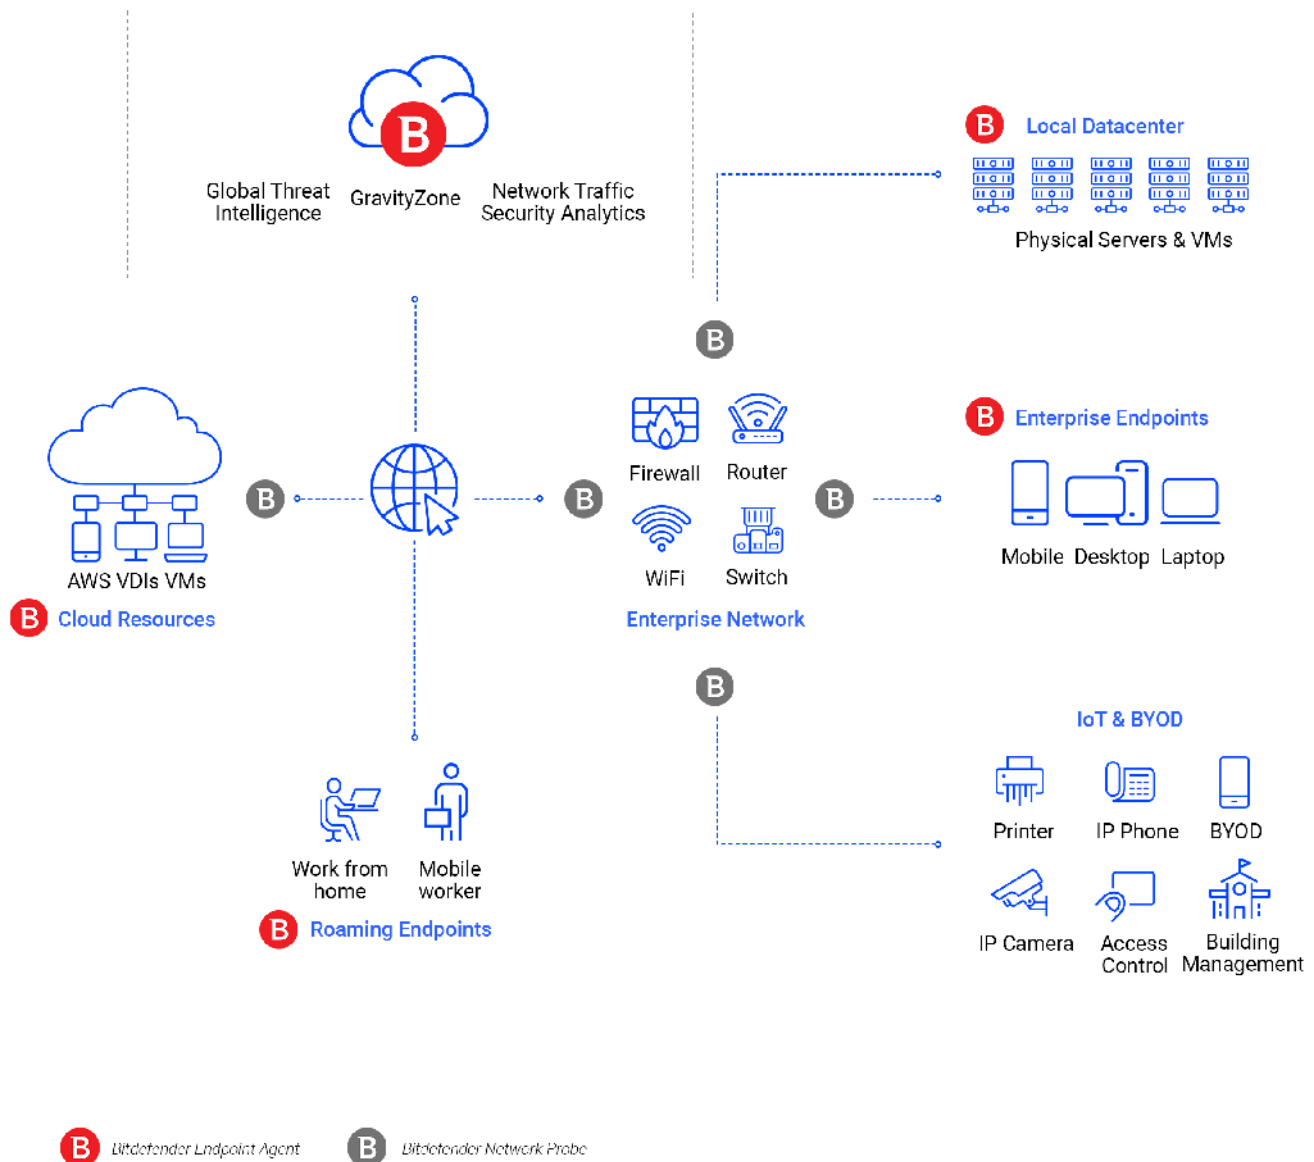 B
Global Threat
Intelligence
GravityZone
Network Traffic
Security Analytics
B
Local Datacenter
Physical Servers & VMs
B
B
Enterprise Endpoints
Firewall
Router
B
B
B
Mobile
Desktop
Laptop
AWS
VDIs
VMs
WiFi
Switch
B
Cloud Resources
Enterprise Network
B
IoT & BYOD
Printer
IP Phone
BYOD
Work from
home
Mobile
worker
B
Roaming Endpoints
IP Camera
Access
Control
Building
Management
B
Bitdefender Endpoint Agent
B
Bitdefender Network Probe